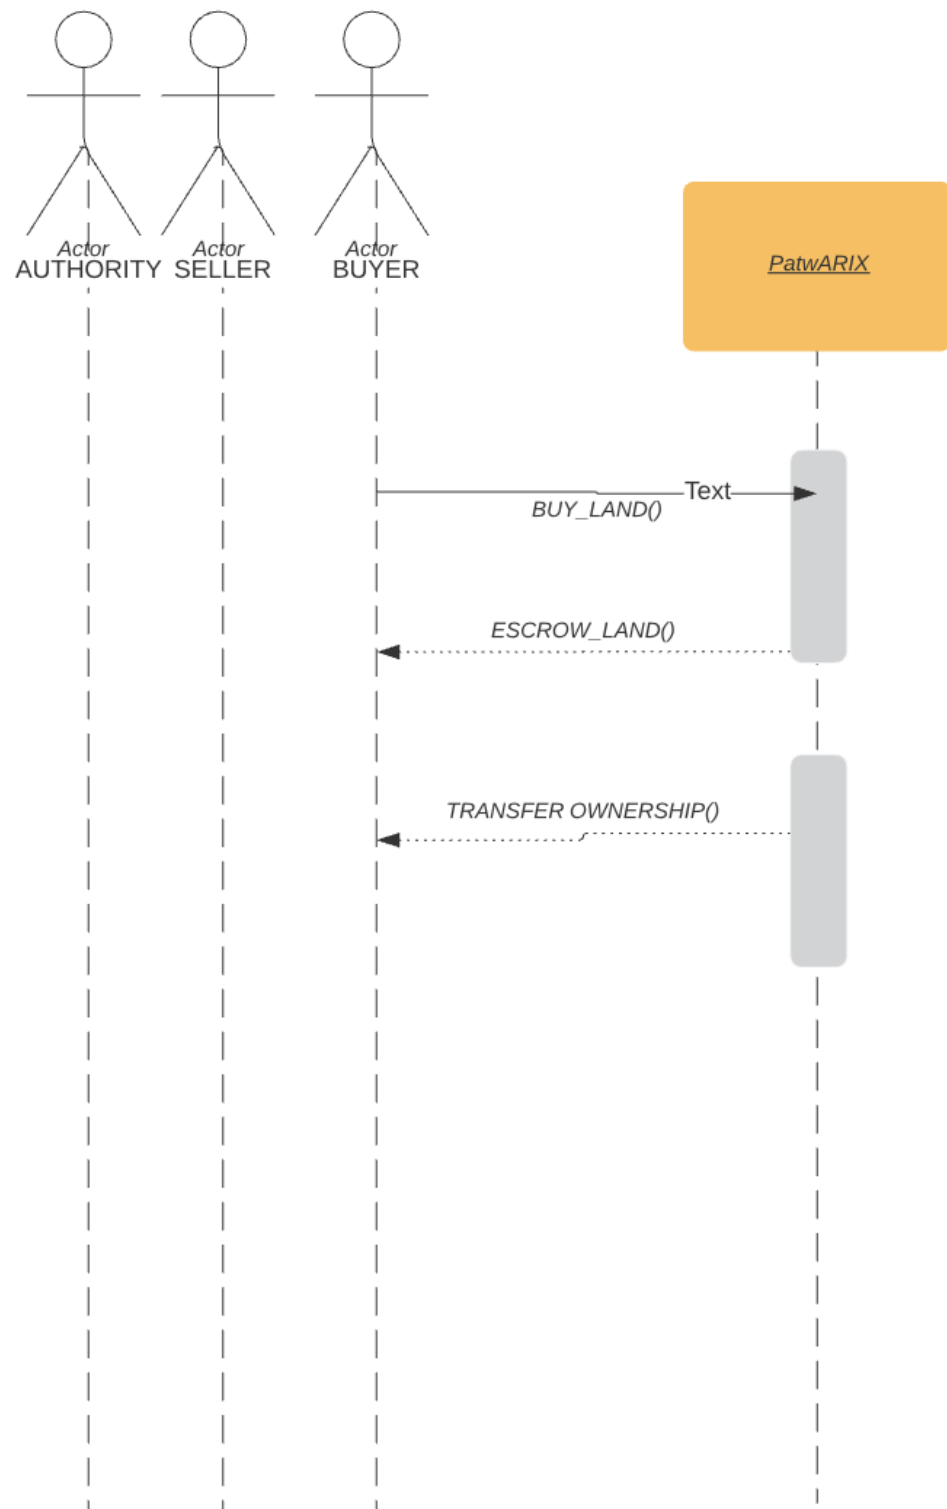 Actor
AUTHORITY
Actor
SELLER
Actor
BUYER
PatwARIX
Text
BUY_LAND()
ESCROW_LAND()
TRANSFER OWNERSHIP()